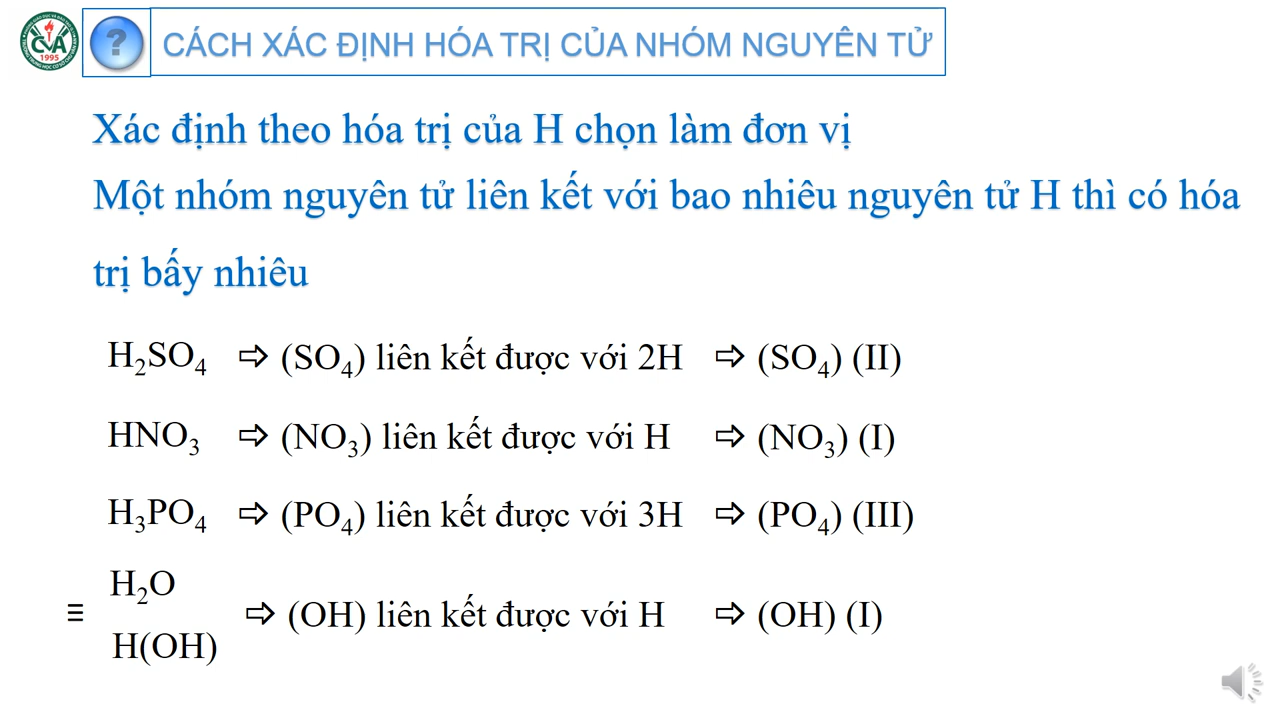 CVA
1995
?
CÁCH XÁC ĐỊNH HÓA TRỊ CỦA NHÓM NGUYÊN TỬ
Xác định theo hóa trị của H chọn làm đơn vị
Một nhóm nguyên tử liên kết với bao nhiêu nguyên tử H thì có hóa
trị bấy nhiêu
H₂SO₄ ⇨ (SO₄) liên kết được với 2H ⇨ (SO₄) (II)
HNO₃ ⇨ (NO₃) liên kết được với H ⇨ (NO₃) (I)
H₃PO₄ ⇨ (PO₄) liên kết được với 3H ⇨ (PO₄) (III)
H₂O
≡ ⇨ (OH) liên kết được với H ⇨ (OH) (I)
H(OH)